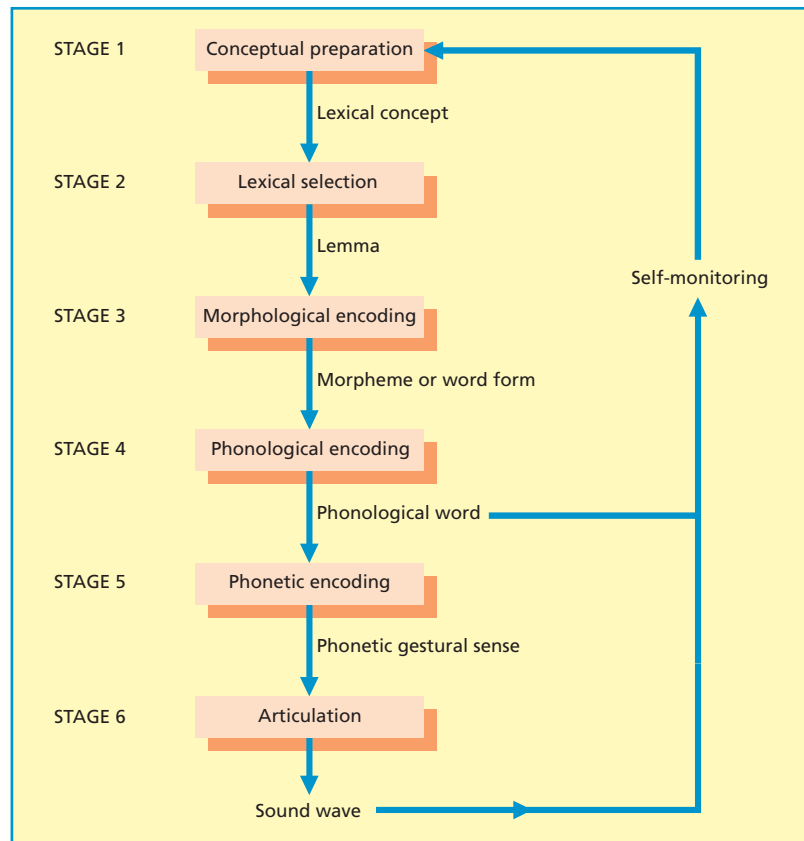 STAGE 1 Conceptual preparation
Lexical concept
STAGE 2 Lexical selection
Lemma
Self-monitoring
STAGE 3 Morphological encoding
Morpheme or word form
STAGE 4 Phonological encoding
Phonological word
STAGE 5 Phonetic encoding
Phonetic gestural sense
STAGE 6 Articulation
Sound wave